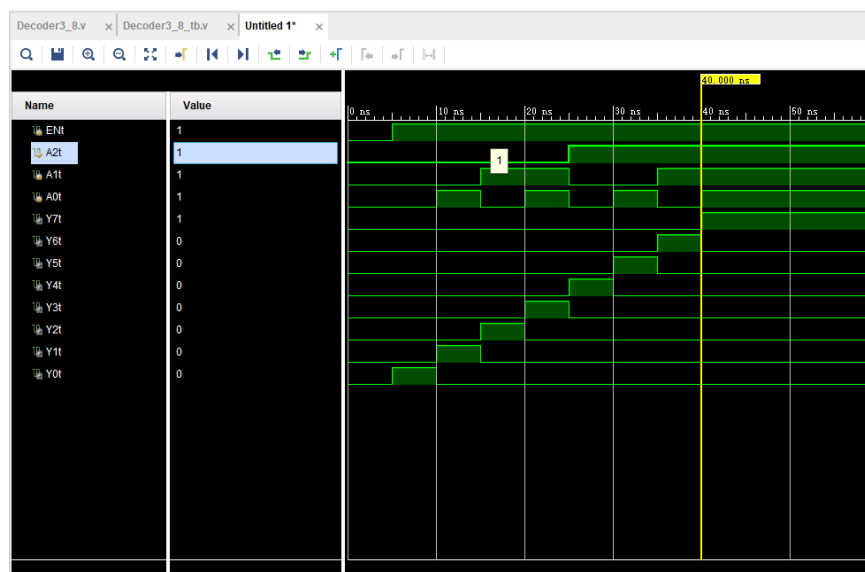 Decoder3_8.v × Decoder3_8_tb.v × Untitled 1* ×
40.000 ns
Name Value 0 ns 10 ns 20 ns 30 ns 40 ns 50 ns
ENt 1
A2t 1 1
A1t 1
A0t 1
Y7t 1
Y6t 0
Y5t 0
Y4t 0
Y3t 0
Y2t 0
Y1t 0
Y0t 0